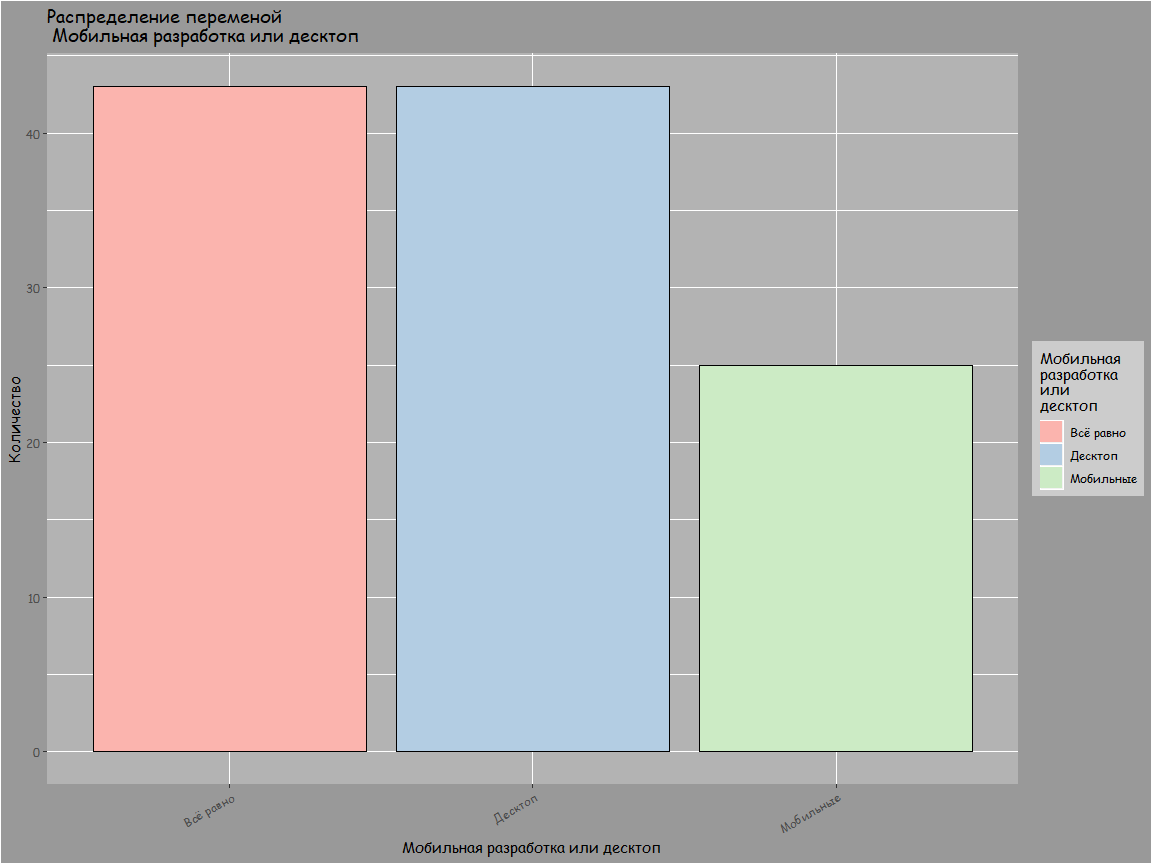 Распределение переменой
Мобильная разработка или десктоп
Количество
40
30
20
10
0
Всё равно
Десктоп
Мобильные
Мобильная разработка или десктоп
Мобильная
разработка
или
десктоп
Всё равно
Десктоп
Мобильные